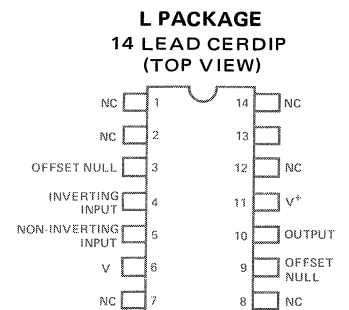 L PACKAGE
14 LEAD CERDIP
(TOP VIEW)
NC 1 14 NC
NC 2 13
OFFSET NULL 3 12 NC
INVERTING INPUT 4 11 V+
NON-INVERTING INPUT 5 10 OUTPUT
V 6 9 OFFSET NULL
NC 7 8 NC